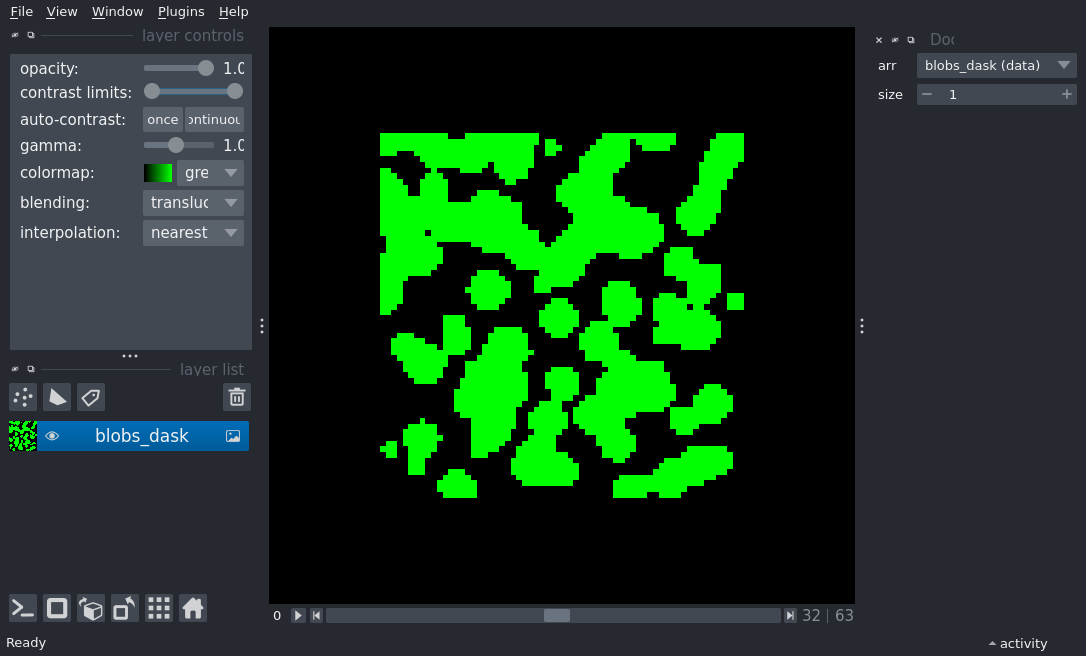 File View Window Plugins Help
layer controls
opacity: 1.0
contrast limits:
auto-contrast: once ontinuou
gamma: 1.0
colormap: gre
blending: transluc
interpolation: nearest
layer list
blobs_dask
0 32 | 63
Ready
Doc
arr blobs_dask (data)
size 1
activity